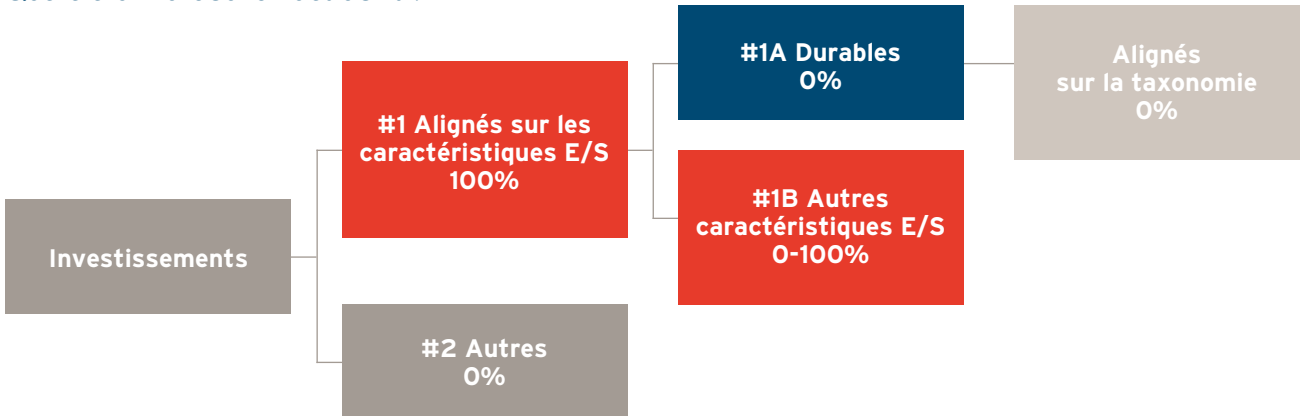 #1A Durables
0%
Alignés
sur la taxonomie
0%
#1 Alignés sur les
caractéristiques E/S
100%
#1B Autres
caractéristiques E/S
0-100%
Investissements
#2 Autres
0%